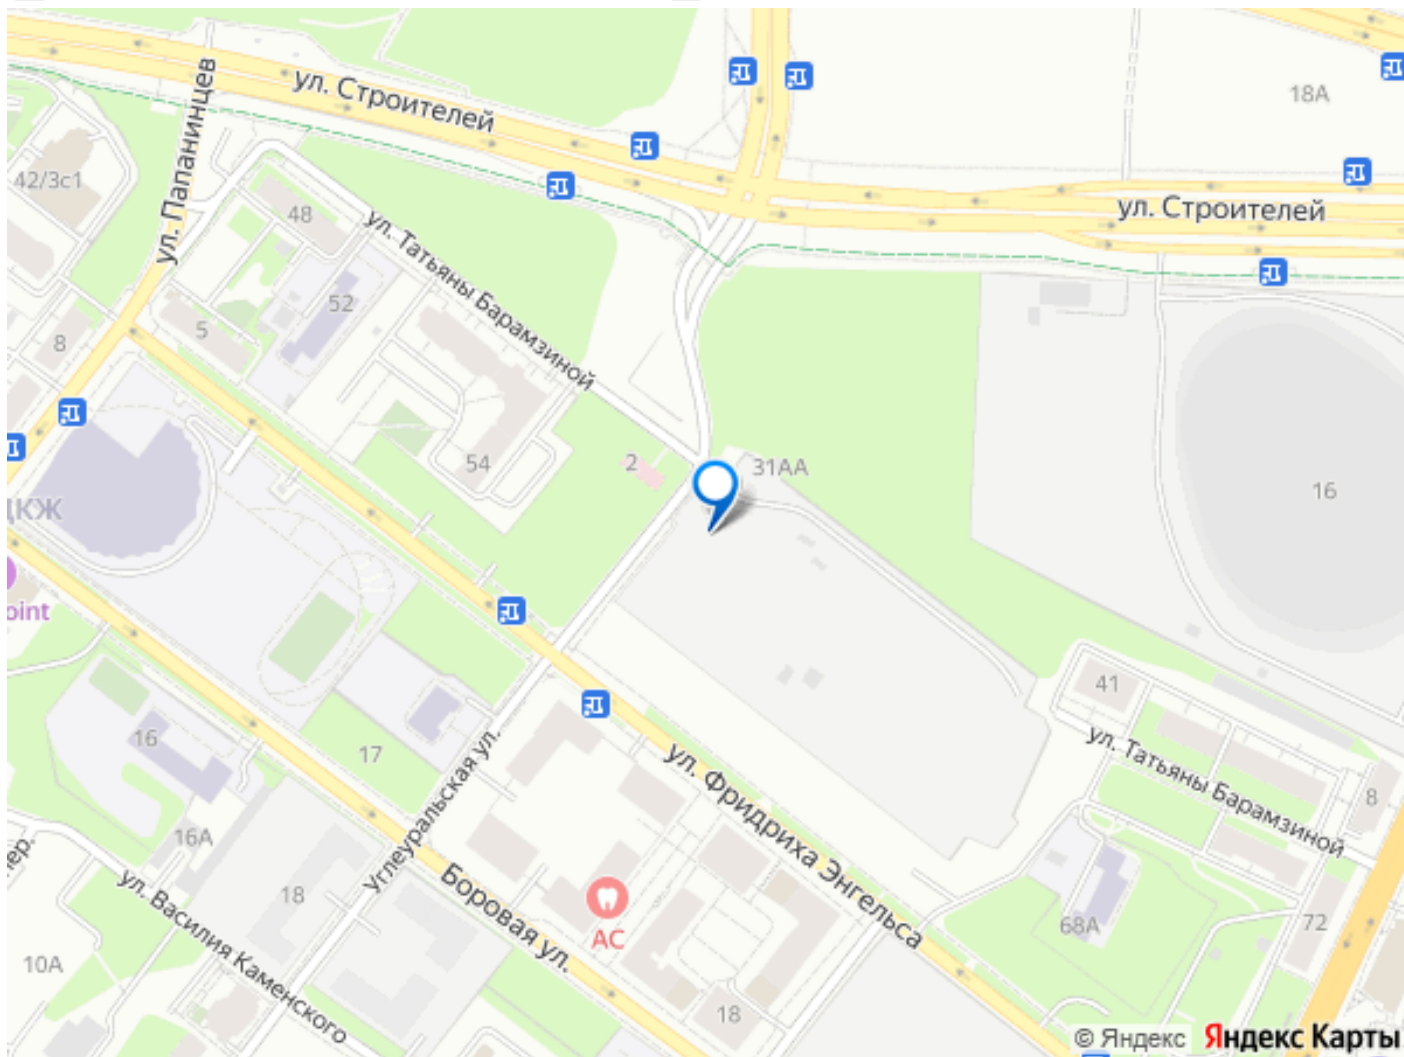 18А
ул. Строителей
ул. Папанинцев
42/3с1
48
ул. Татьяны Барамзиной
ул. Строителей
52
5
8
54
2
31АА
16
ДКЖ
oint
41
16
17
ул. Татьяны Барамзиной
ул. Фридриха Энгельса
8
16А
Углеуральская ул.
пер.
18
Боровая ул.
ул. Василия Каменского
АС
68А
72
10А
18
© Яндекс Яндекс Карты